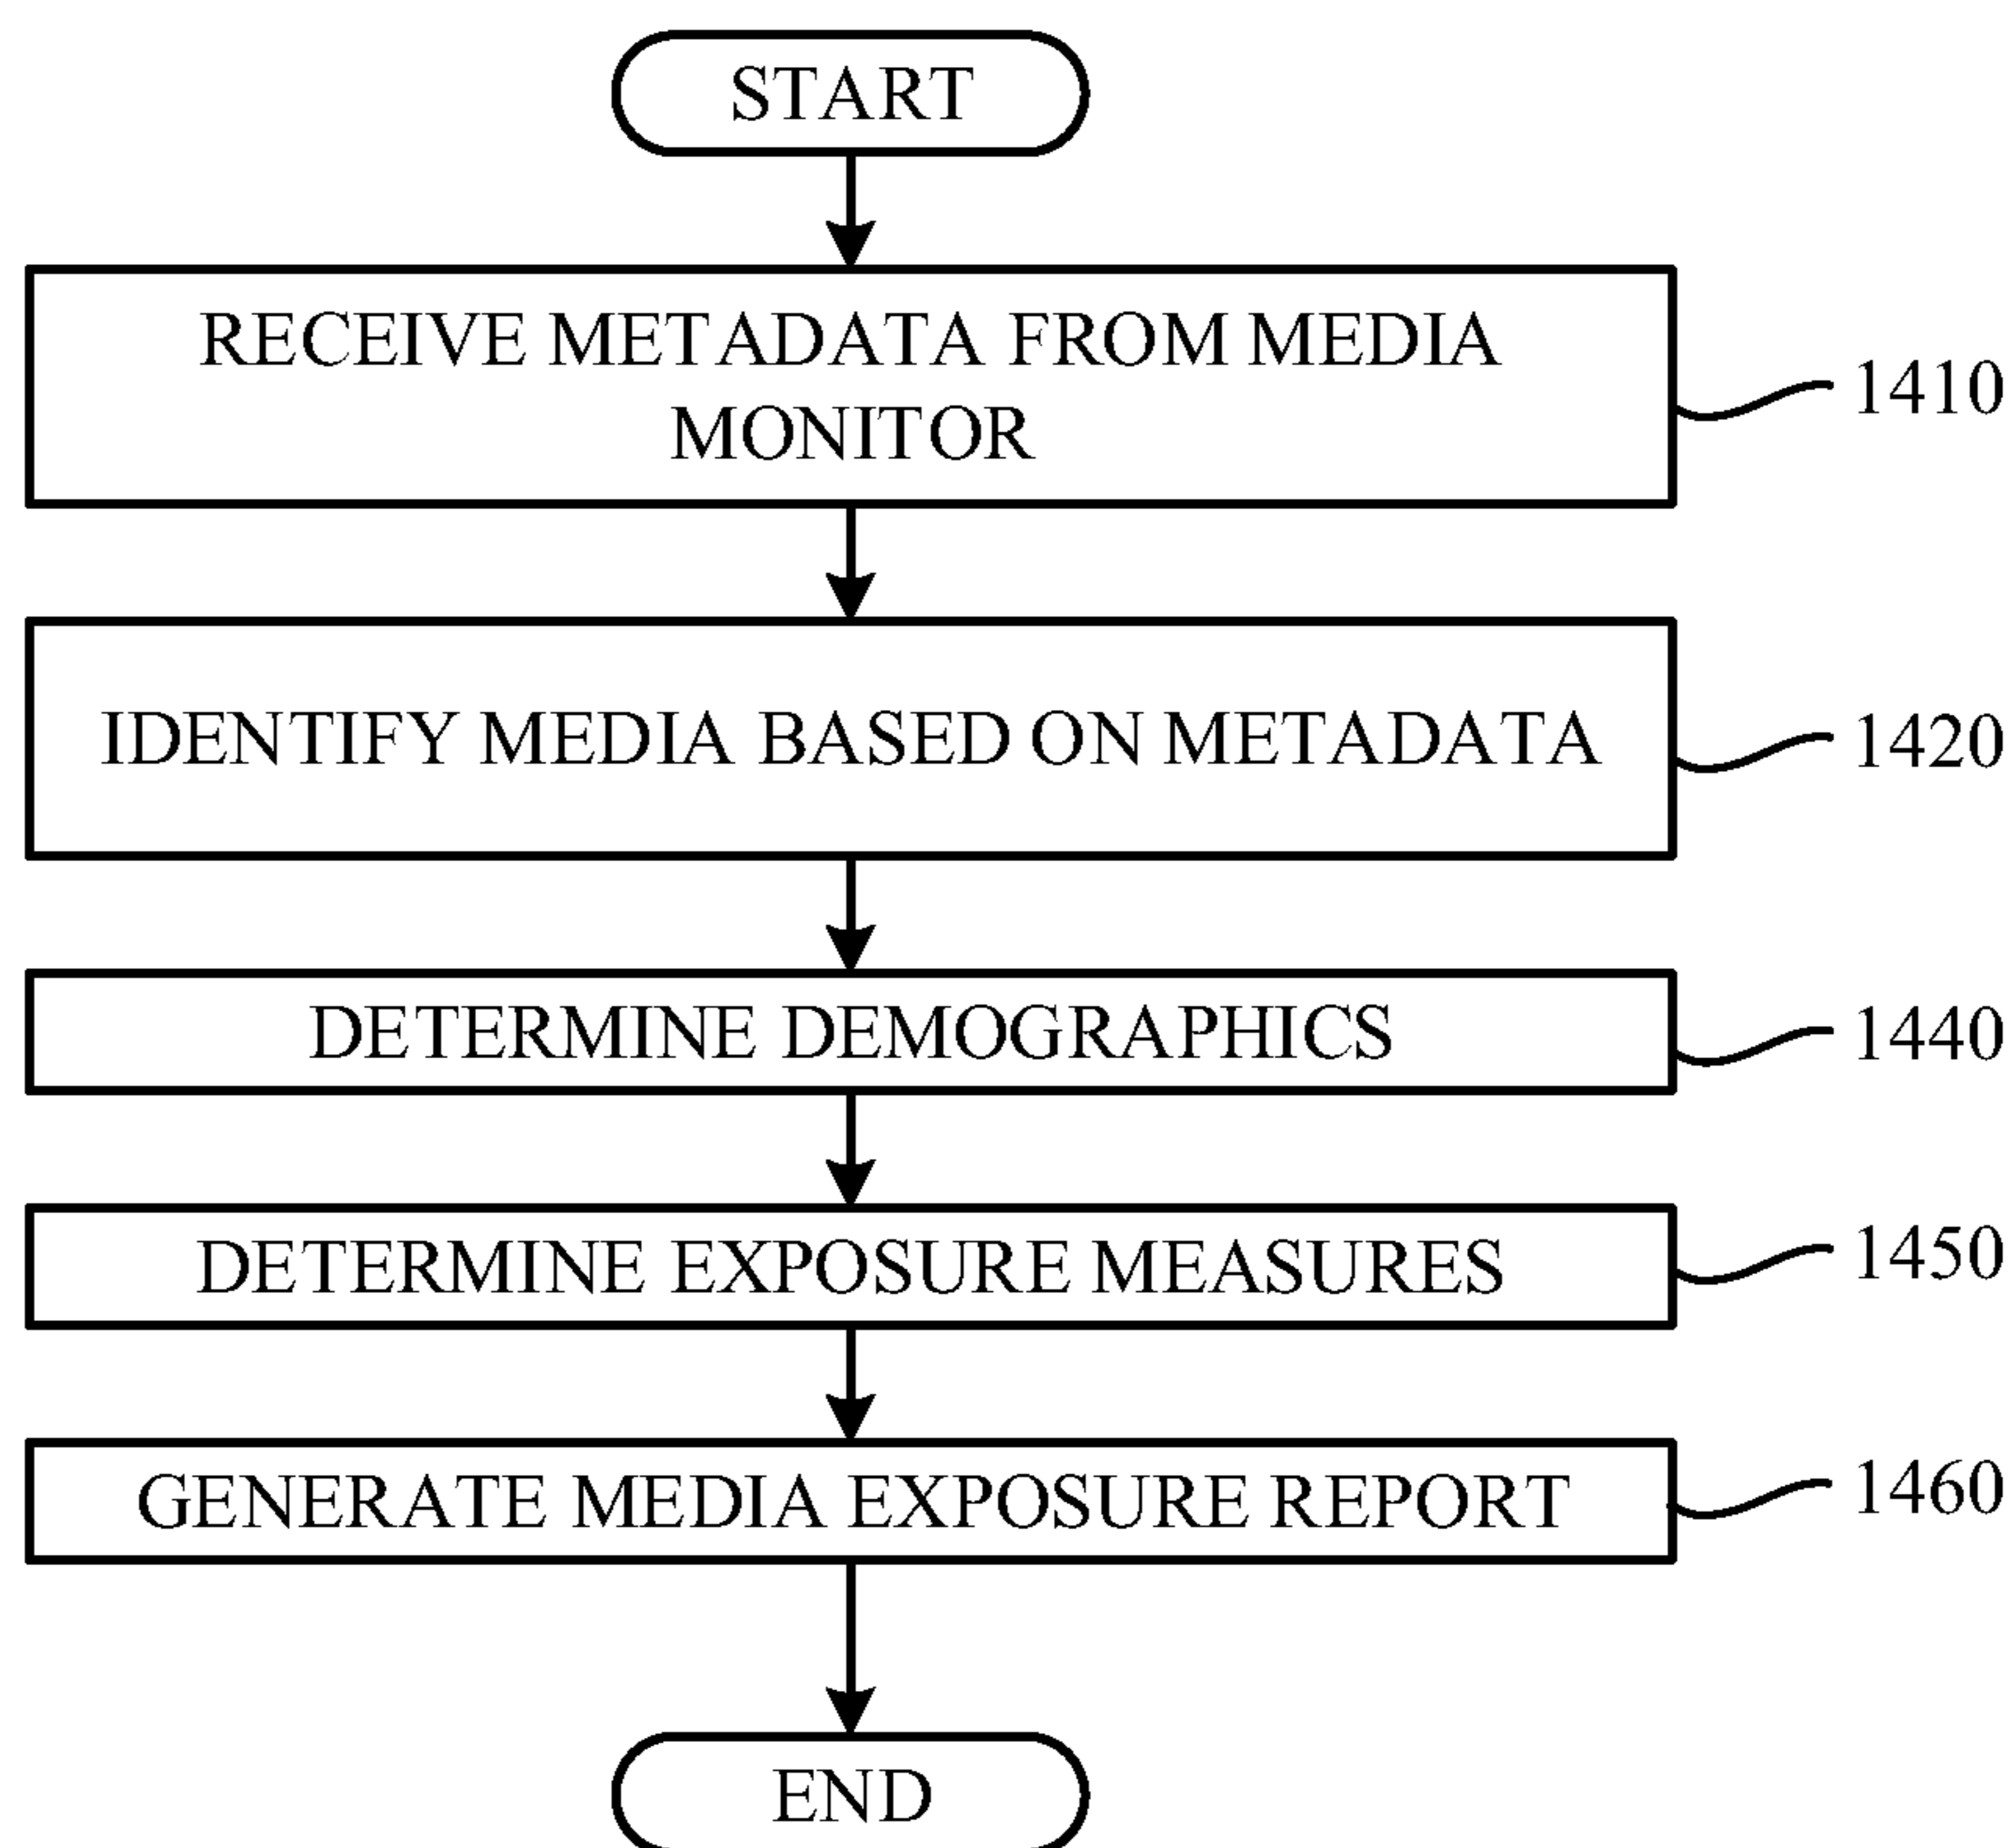 START
RECEIVE METADATA FROM MEDIA
MONITOR
1410
IDENTIFY MEDIA BASED ON METADATA
1420
DETERMINE DEMOGRAPHICS
1440
DETERMINE EXPOSURE MEASURES
1450
GENERATE MEDIA EXPOSURE REPORT
1460
END